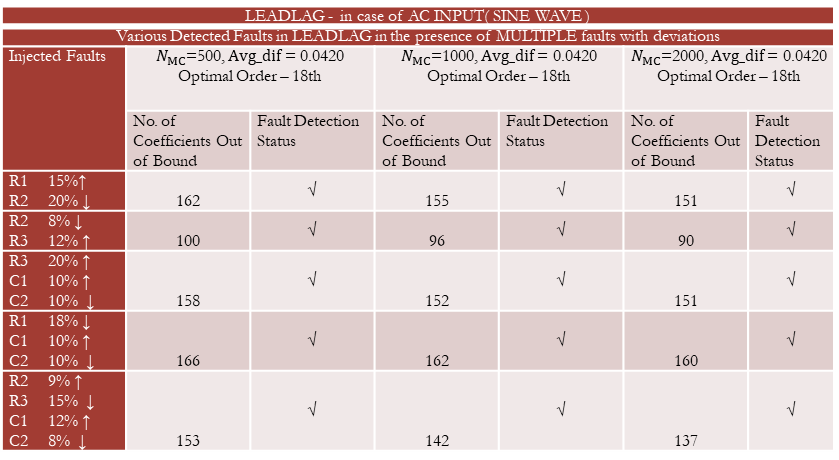 LEADLAG - in case of AC INPUT( SINE WAVE )
Various Detected Faults in LEADLAG in the presence of MULTIPLE faults with deviations
Injected Faults
N_MC=500, Avg_dif = 0.0420
Optimal Order – 18th
N_MC=1000, Avg_dif = 0.0420
Optimal Order – 18th
N_MC=2000, Avg_dif = 0.0420
Optimal Order – 18th
No. of
Coefficients Out
of Bound
Fault Detection
Status
No. of
Coefficients Out
of Bound
Fault Detection
Status
No. of
Coefficients Out
of Bound
Fault
Detection
Status
R1 15%↑
R2 20% ↓
162 √ 155 √ 151 √
R2 8% ↓
R3 12% ↑
100 √ 96 √ 90 √
R3 20% ↑
C1 10% ↑
C2 10% ↓
158 √ 152 √ 151 √
R1 18% ↓
C1 10% ↑
C2 10% ↓
166 √ 162 √ 160 √
R2 9% ↑
R3 15% ↓
C1 12% ↑
C2 8% ↓
153 √ 142 √ 137 √